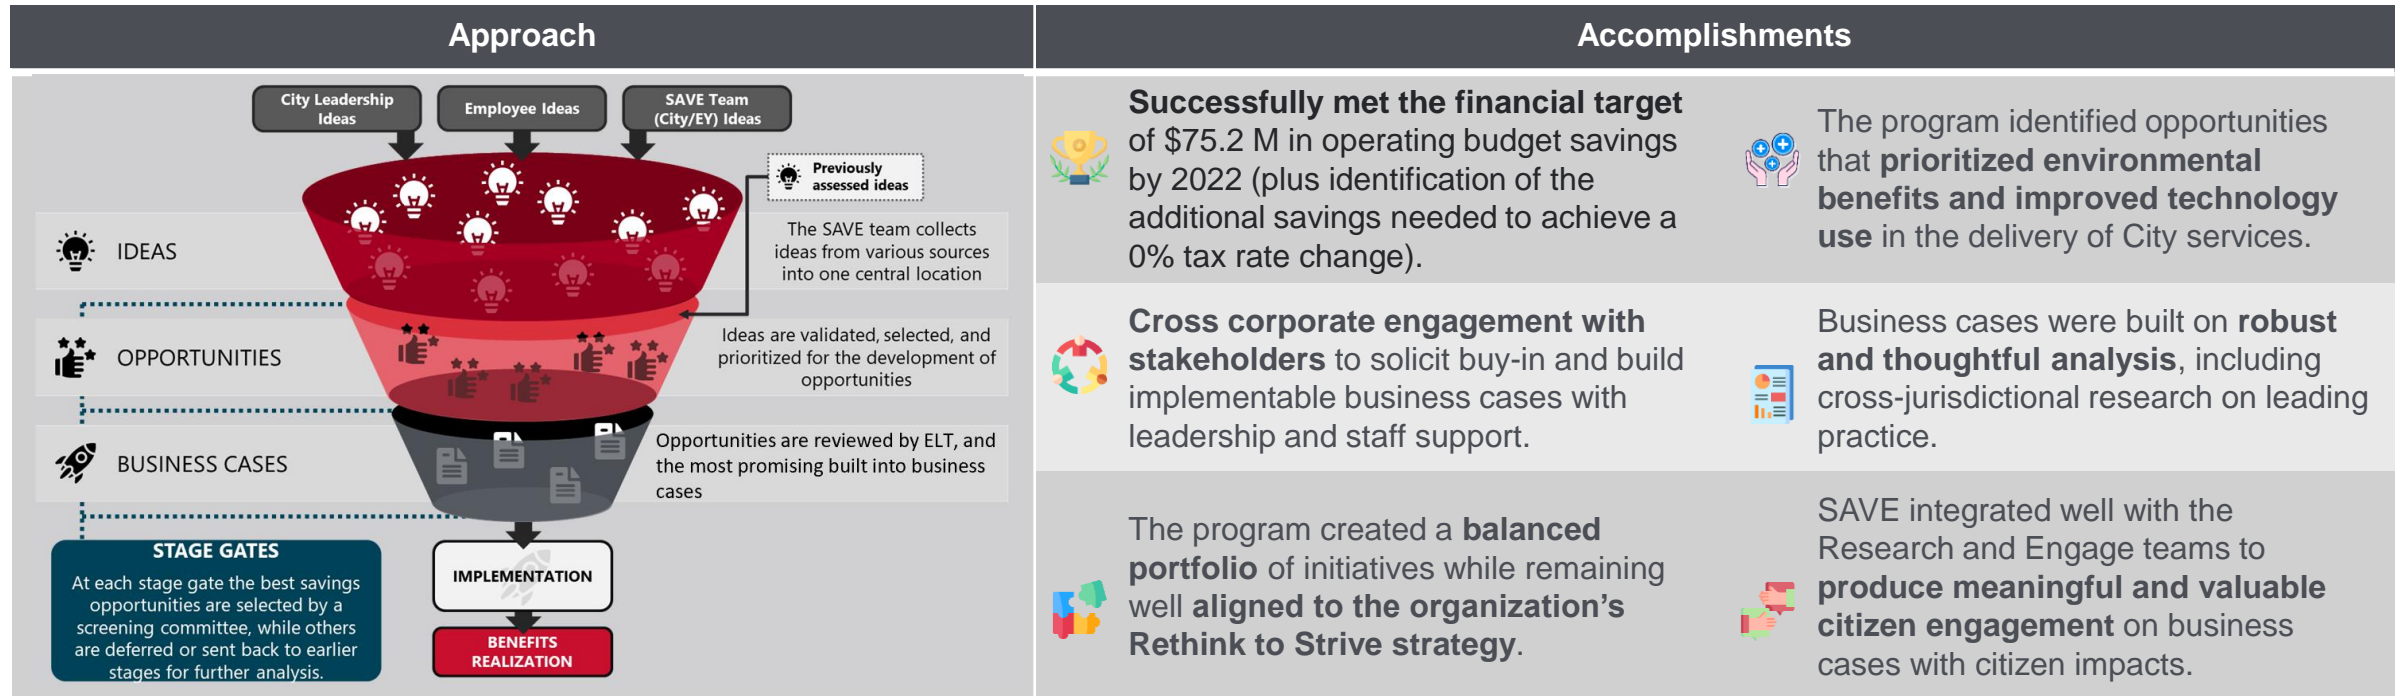 Approach
City Leadership
Ideas
Employee Ideas
SAVE Team
(City/EY) Ideas
Previously
assessed ideas
IDEAS
The SAVE team collects
ideas from various sources
into one central location
OPPORTUNITIES
Ideas are validated, selected, and
prioritized for the development of
opportunities
BUSINESS CASES
Opportunities are reviewed by ELT, and
the most promising built into business
cases
STAGE GATES
At each stage gate the best savings
opportunities are selected by a
screening committee, while others
are deferred or sent back to earlier
stages for further analysis.
IMPLEMENTATION
BENEFITS
REALIZATION
Accomplishments
Successfully met the financial target
of $75.2 M in operating budget savings
by 2022 (plus identification of the
additional savings needed to achieve a
0% tax rate change).
The program identified opportunities
that prioritized environmental
benefits and improved technology
use in the delivery of City services.
Cross corporate engagement with
stakeholders to solicit buy-in and build
implementable business cases with
leadership and staff support.
Business cases were built on robust
and thoughtful analysis, including
cross-jurisdictional research on leading
practice.
The program created a balanced
portfolio of initiatives while remaining
well aligned to the organization’s
Rethink to Strive strategy.
SAVE integrated well with the
Research and Engage teams to
produce meaningful and valuable
citizen engagement on business
cases with citizen impacts.